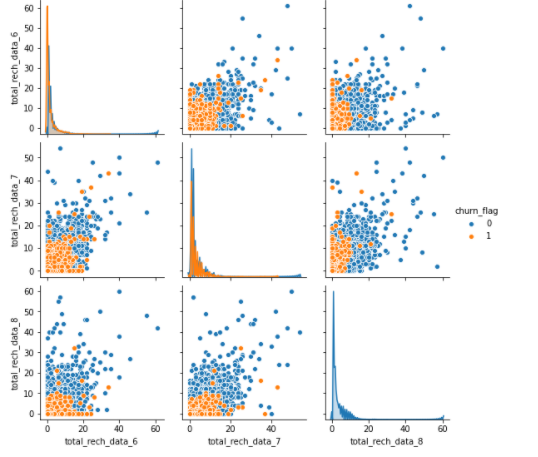 60
50
40
30
20
10
0
total_rech_data_6
50
40
30
20
10
0
total_rech_data_7
churn_flag
0
1
60
50
40
30
20
10
0
total_rech_data_8
0 20 40 60
total_rech_data_6
0 20 40
total_rech_data_7
0 20 40 60
total_rech_data_8